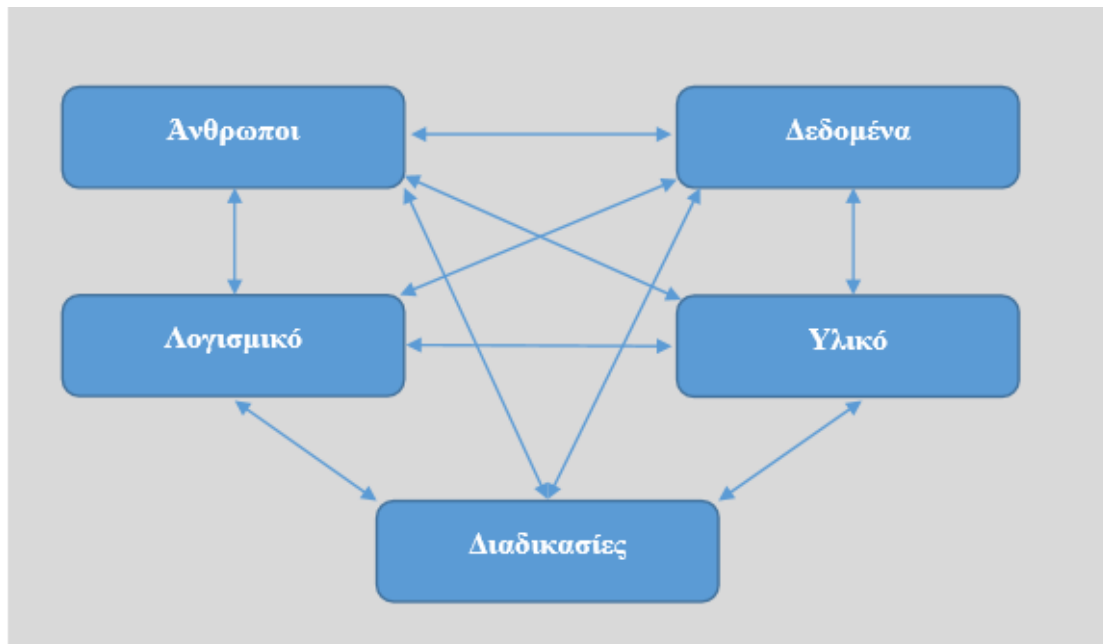 Άνθρωποι
Δεδομένα
Λογισμικό
Υλικό
Διαδικασίες